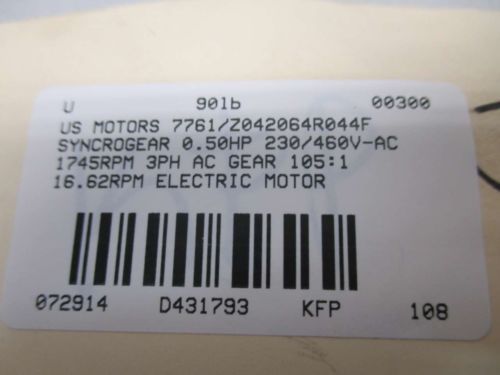 U 901b 00300
US MOTORS 7761/Z042064R044F
SYNCROGEAR 0.50HP 230/460V-AC
1745RPM 3PH AC GEAR 105:1
16.62RPM ELECTRIC MOTOR
072914 D431793 KFP 108